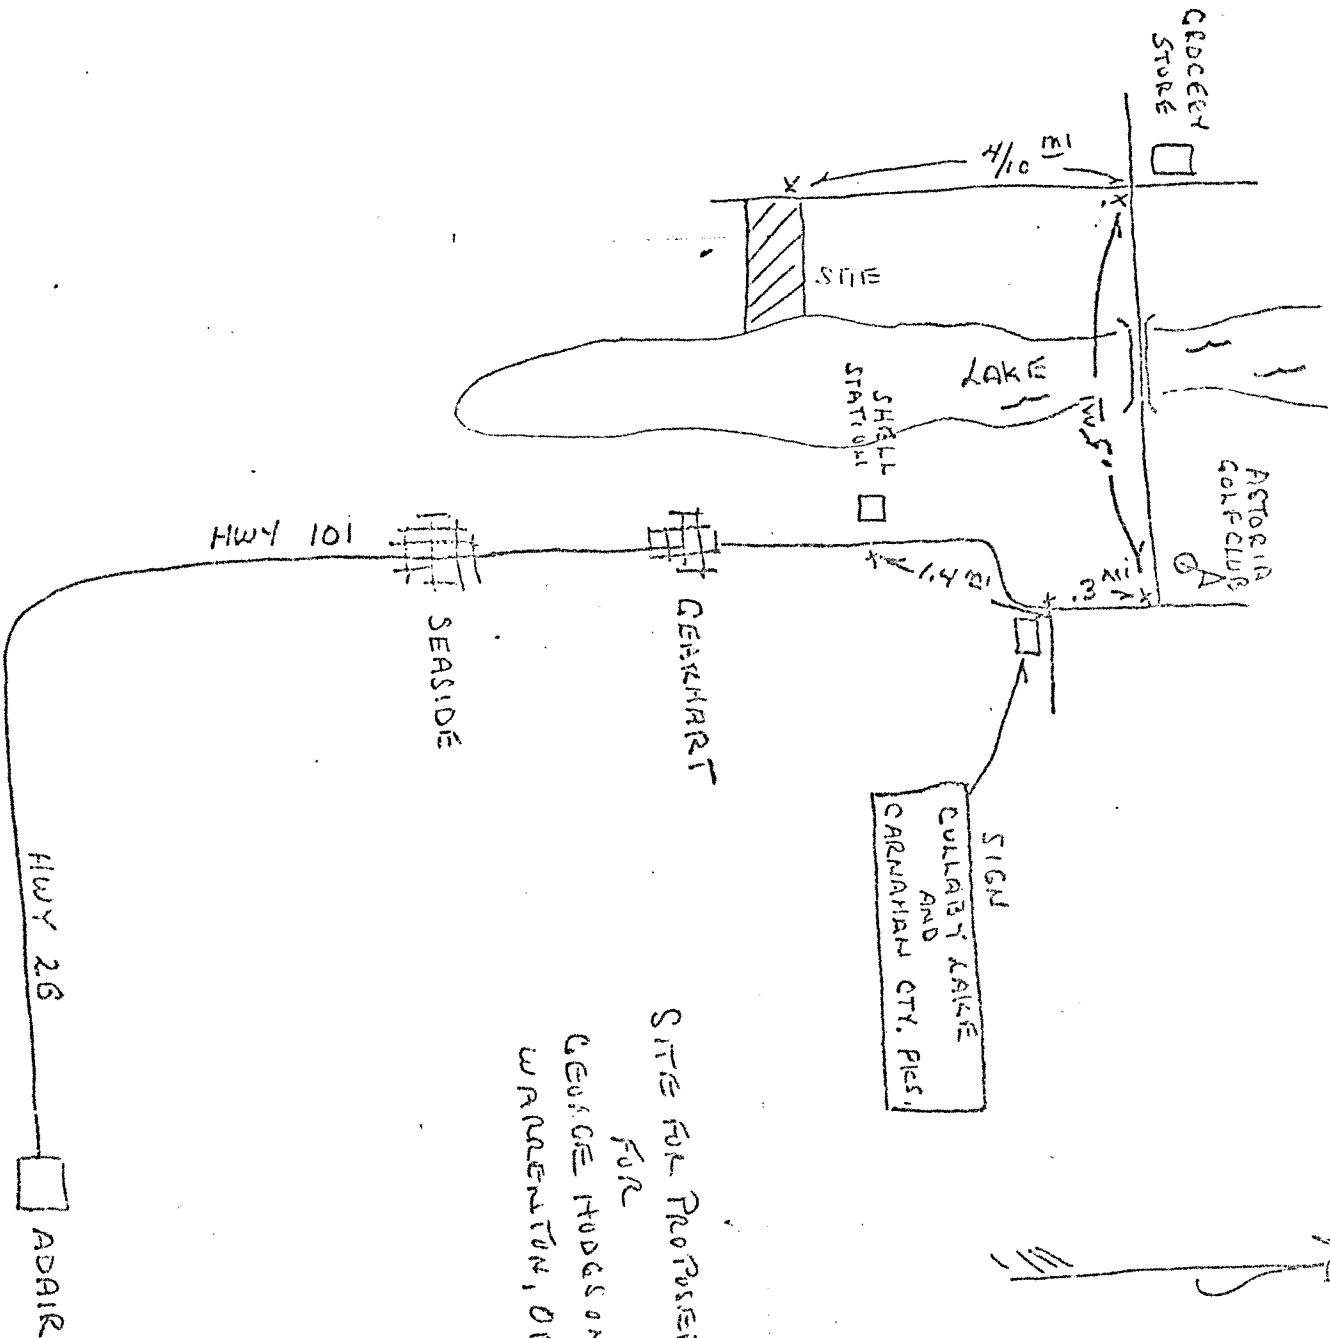 GROCERY
STORE
4/10 mi
SITE
LAKE
SHELL
STATION
ASTORIA
GOLF CLUB
.5 mi
.3 mi
1.4 mi
HWY 101
SEASIDE
GEARHART
SIGN
CULLABY LAKE
AND
CARNAHAN CTY. PKS.
HWY 26
ADAIR
SITE FOR PROPOSED
FOR
GEORGE HUDGSON
WARRENTON, OR